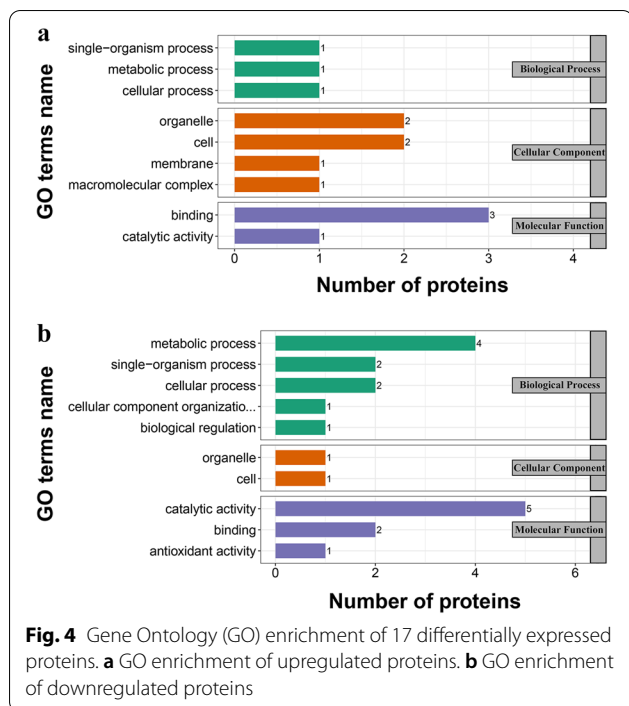 a
GO terms name
single-organism process 1
metabolic process 1
cellular process 1
Biological Process
organelle 2
cell 2
membrane 1
macromolecular complex 1
Cellular Component
binding 3
catalytic activity 1
Molecular Function
0 1 2 3 4
Number of proteins
b
GO terms name
metabolic process 4
single-organism process 2
cellular process 2
cellular component organizatio... 1
biological regulation 1
Biological Process
organelle 1
cell 1
Cellular Component
catalytic activity 5
binding 2
antioxidant activity 1
Molecular Function
0 2 4 6
Number of proteins
Fig. 4 Gene Ontology (GO) enrichment of 17 differentially expressed
proteins. a GO enrichment of upregulated proteins. b GO enrichment
of downregulated proteins